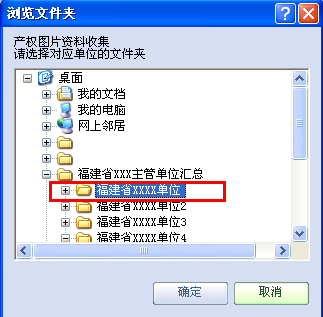 浏览文件夹
产权图片资料收集
请选择对应单位的文件夹
桌面
我的文档
我的电脑
网上邻居
福建省XXX主管单位汇总
福建省XXXX单位
福建省XXXX单位2
福建省XXXX单位3
福建省XXXX单位4
确定 取消